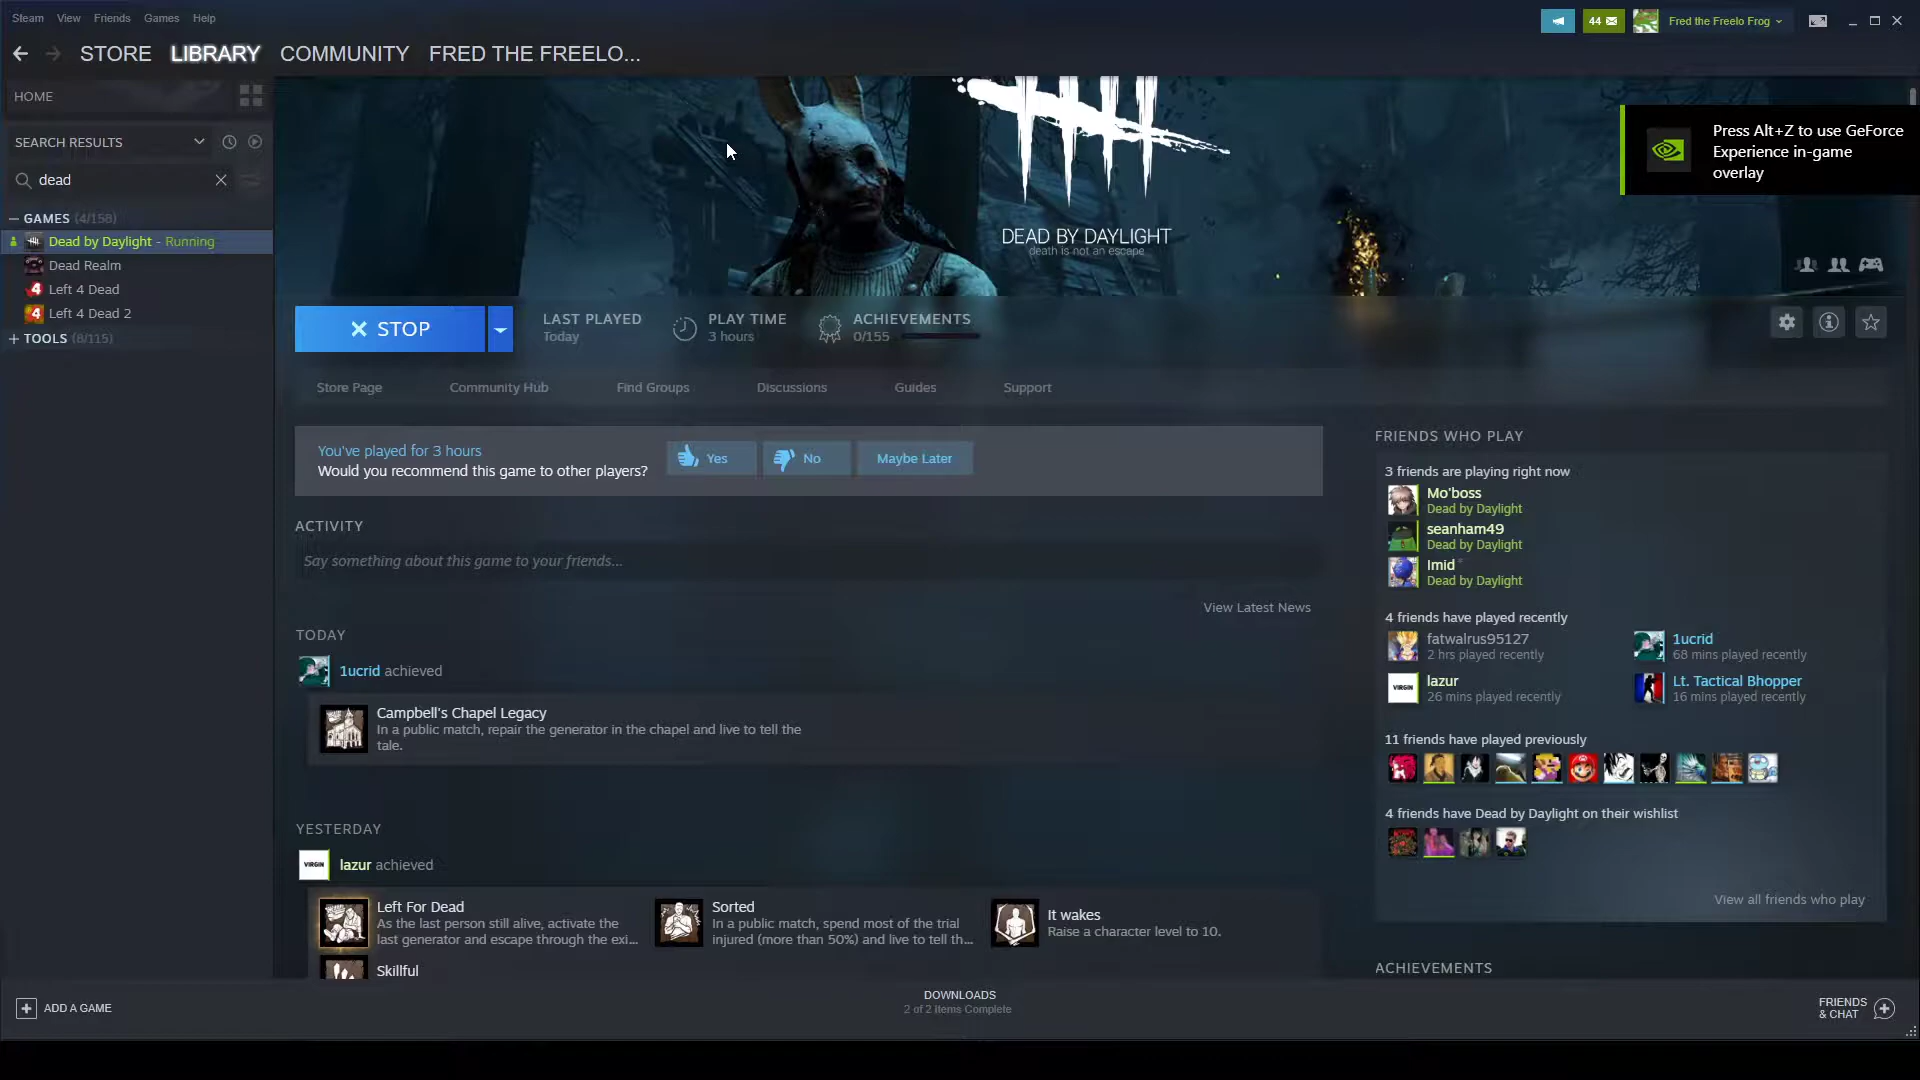 Steam View Friends Games Help
44
Fred the Freelo Frog
STORE LIBRARY COMMUNITY FRED THE FREELO...
HOME
SEARCH RESULTS
dead
GAMES (4/158)
Dead by Daylight - Running
Dead Realm
Left 4 Dead
Left 4 Dead 2
TOOLS (8/115)
DEAD BY DAYLIGHT
death is not an escape
Press Alt+Z to use GeForce
Experience in-game
overlay
STOP
LAST PLAYED
Today
PLAY TIME
3 hours
ACHIEVEMENTS
0/155
Store Page Community Hub Find Groups Discussions Guides Support
You've played for 3 hours
Would you recommend this game to other players?
Yes No Maybe Later
ACTIVITY
Say something about this game to your friends...
View Latest News
TODAY
1ucrid achieved
Campbell's Chapel Legacy
In a public match, repair the generator in the chapel and live to tell the
tale.
YESTERDAY
VIRGIN
lazur achieved
Left For Dead
As the last person still alive, activate the
last generator and escape through the exi...
Sorted
In a public match, spend most of the trial
injured (more than 50%) and live to tell th...
It wakes
Raise a character level to 10.
Skillful
FRIENDS WHO PLAY
3 friends are playing right now
Mo'boss
Dead by Daylight
seanham49
Dead by Daylight
Imid *
Dead by Daylight
4 friends have played recently
fatwalrus95127
2 hrs played recently
1ucrid
68 mins played recently
VIRGIN
lazur
26 mins played recently
Lt. Tactical Bhopper
16 mins played recently
11 friends have played previously
4 friends have Dead by Daylight on their wishlist
View all friends who play
ACHIEVEMENTS
ADD A GAME
DOWNLOADS
2 of 2 Items Complete
FRIENDS
& CHAT